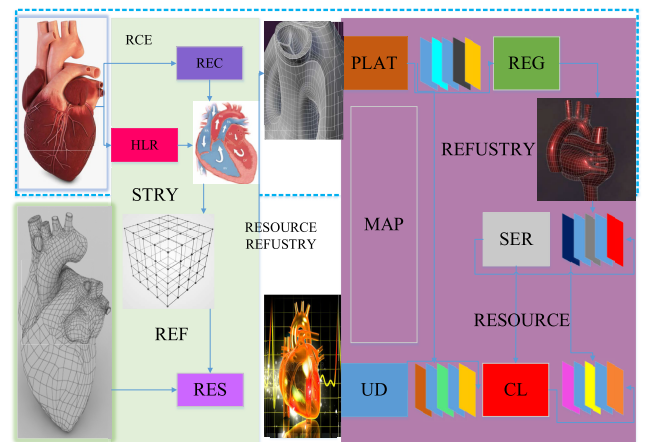 RCE
REC
HLR
STRY
REF
RES
RESOURCE
REFUSTRY
PLAT
REG
REFUSTRY
MAP
SER
RESOURCE
UD
CL